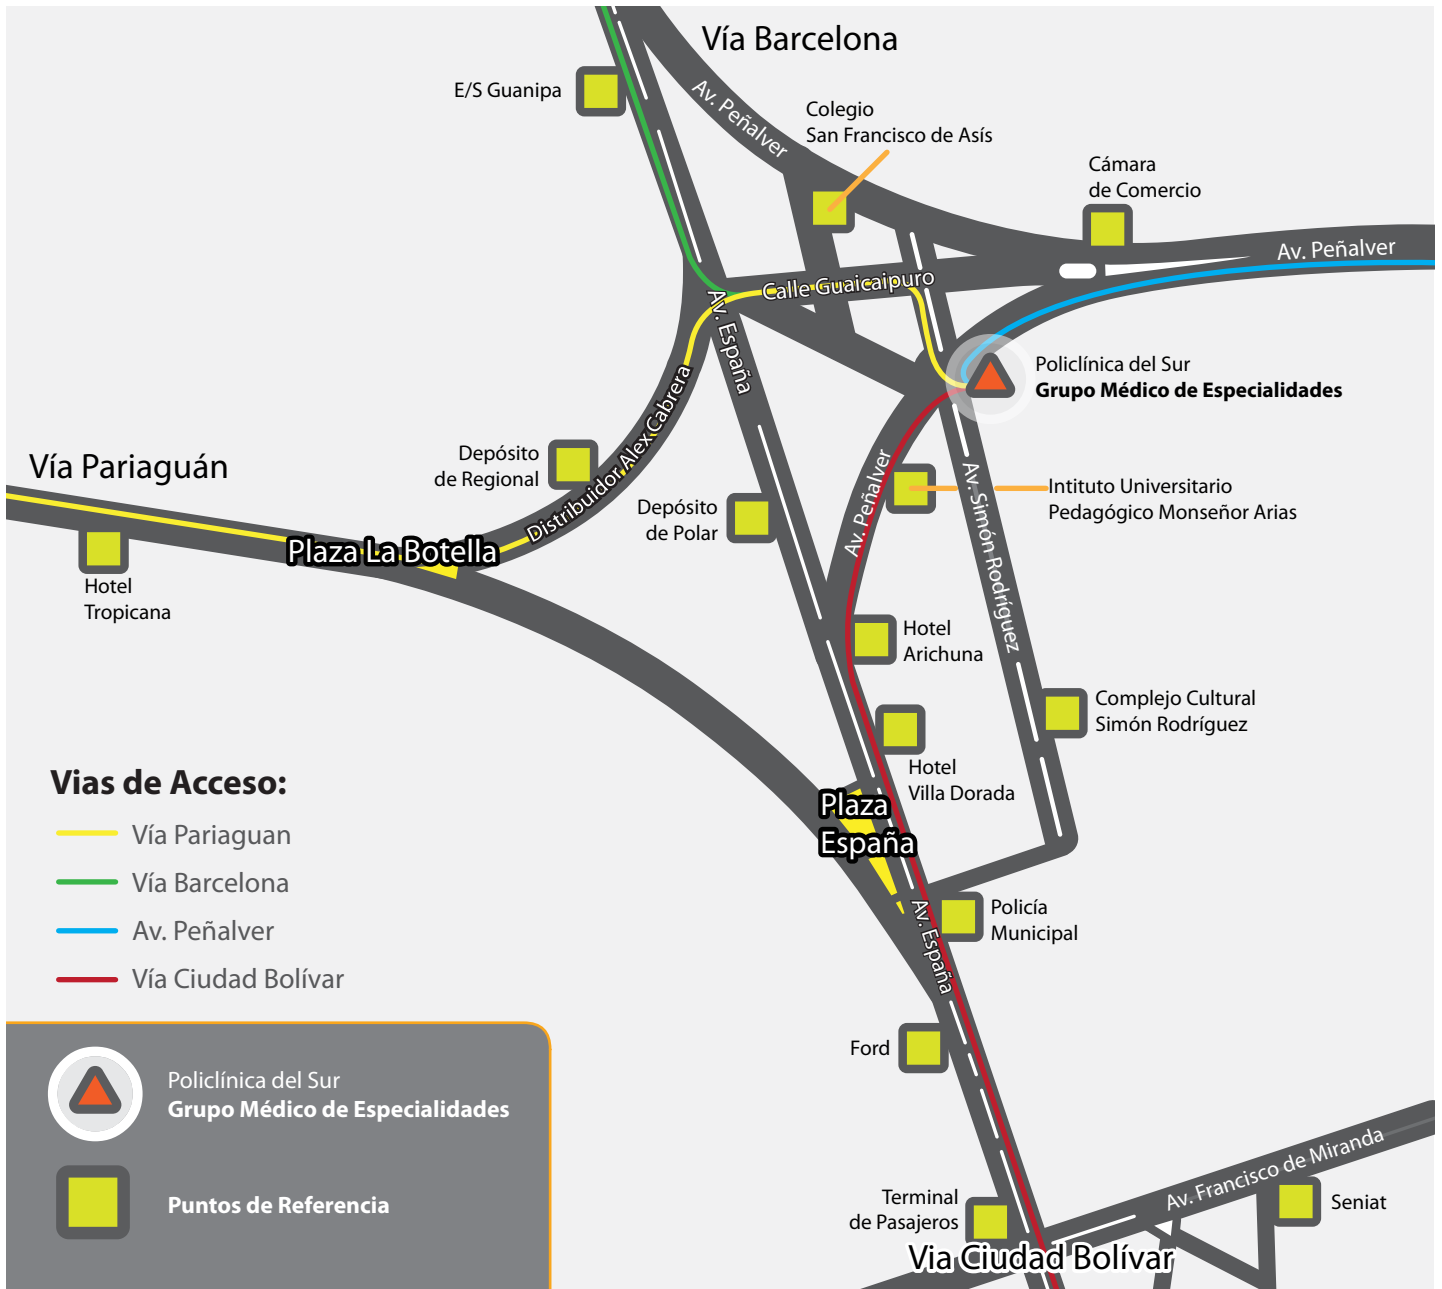 Vía Barcelona
E/S Guanipa
Av. Peñalver
Colegio
San Francisco de Asís
Cámara
de Comercio
Av. Peñalver
Calle Guaicaipuro
Av. España
Policlínica del Sur
Grupo Médico de Especialidades
Distribuidor Alex Cabrera
Vía Pariaguán
Depósito
de Regional
Depósito
de Polar
Av. Peñalver
Av. Simón Rodríguez
Intituto Universitario
Pedagógico Monseñor Arias
Plaza La Botella
Hotel
Tropicana
Hotel
Arichuna
Complejo Cultural
Simón Rodríguez
Hotel
Villa Dorada
Plaza
España
Vias de Acceso:
Vía Pariaguan
Vía Barcelona
Av. Peñalver
Vía Ciudad Bolívar
Av. España
Policía
Municipal
Ford
Policlínica del Sur
Grupo Médico de Especialidades
Puntos de Referencia
Av. Francisco de Miranda
Terminal
de Pasajeros
Seniat
Via Ciudad Bolívar